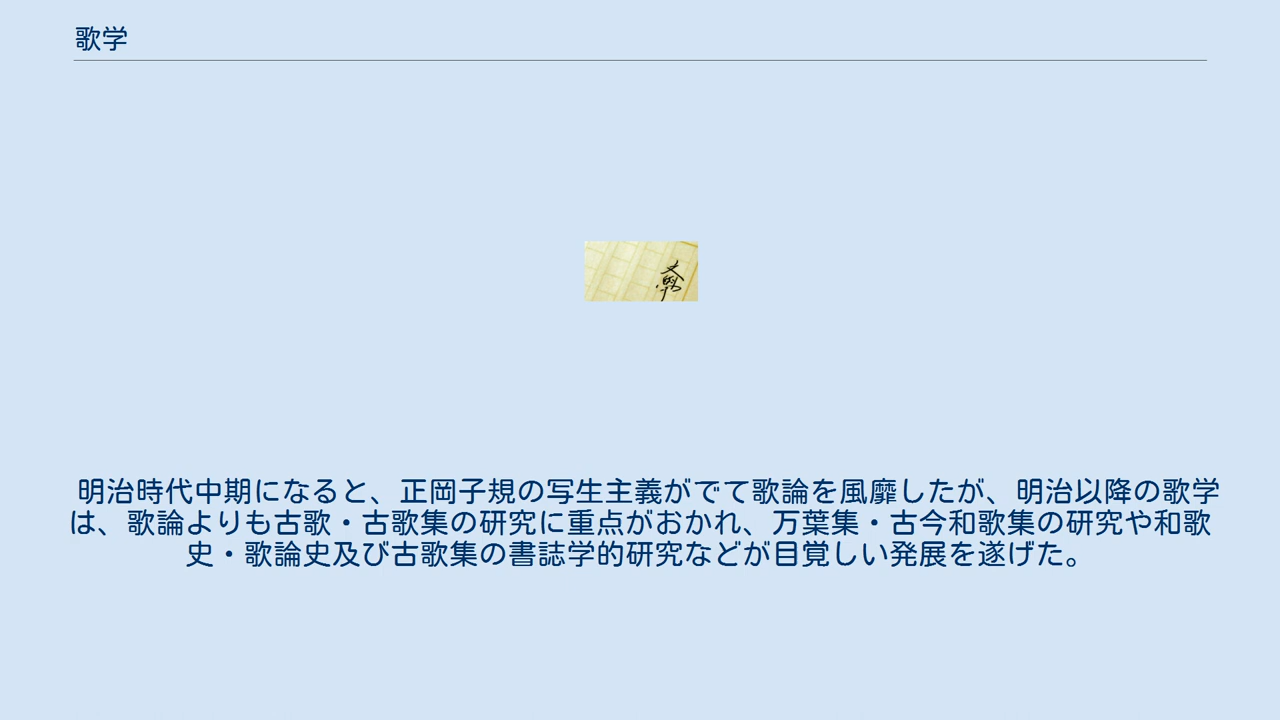 歌学
明治時代中期になると、正岡子規の写生主義がでて歌論を風靡したが、明治以降の歌学
は、歌論よりも古歌・古歌集の研究に重点がおかれ、万葉集・古今和歌集の研究や和歌
史・歌論史及び古歌集の書誌学的研究などが目覚しい発展を遂げた。